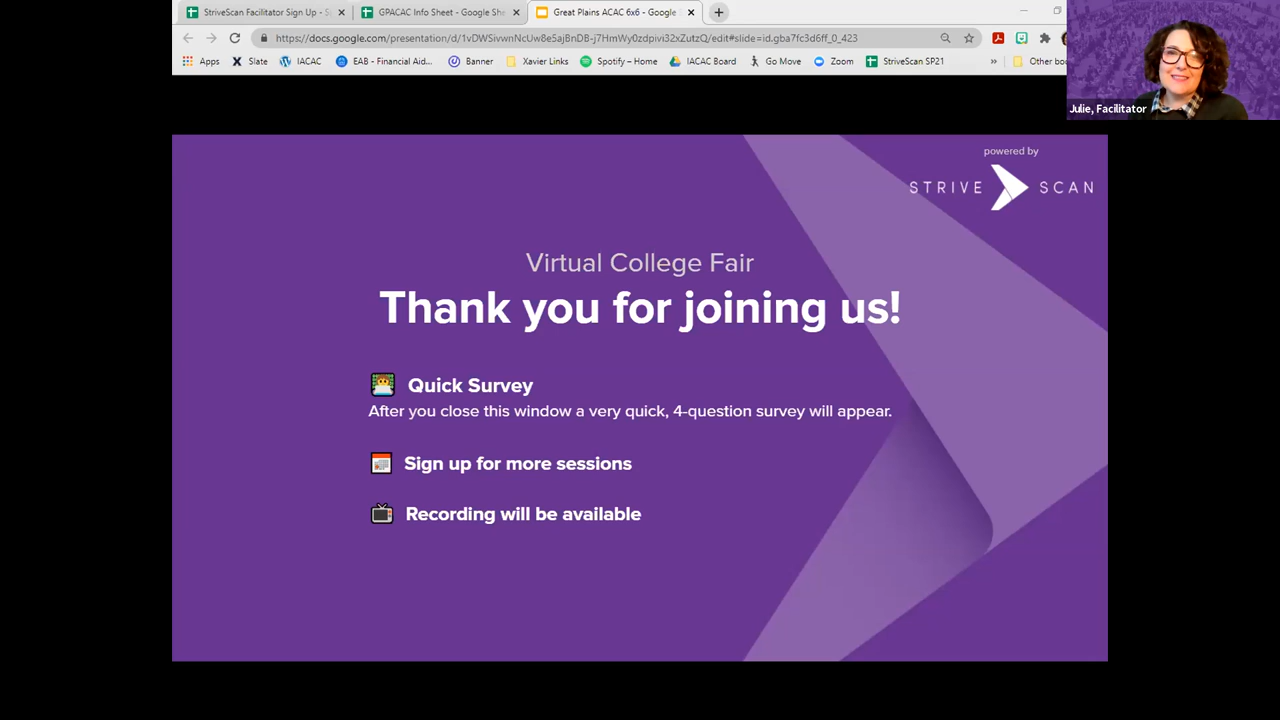 StriveScan Facilitator Sign Up - S
GPACAC Info Sheet - Google She
Great Plains ACAC 6x6 - Google
https://docs.google.com/presentation/d/1vDWSivwnNcUw8e5ajBnDB-j7HmWy0zdpivi32xZutzQ/edit#slide=id.gba7fc3d6ff_0_423
Apps
Slate
IACAC
EAB - Financial Aid...
Banner
Xavier Links
Spotify – Home
IACAC Board
Go Move
Zoom
StriveScan SP21
»
Other bo
Julie, Facilitator
powered by
STRIVE SCAN
Virtual College Fair
Thank you for joining us!
Quick Survey
After you close this window a very quick, 4-question survey will appear.
Sign up for more sessions
Recording will be available